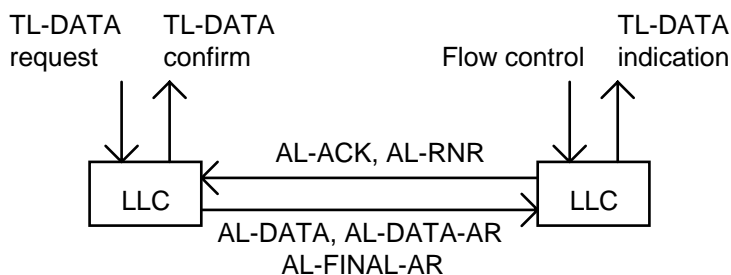 TL-DATA request
TL-DATA confirm
Flow control
TL-DATA indication
AL-ACK, AL-RNR
LLC
LLC
AL-DATA, AL-DATA-AR
AL-FINAL-AR